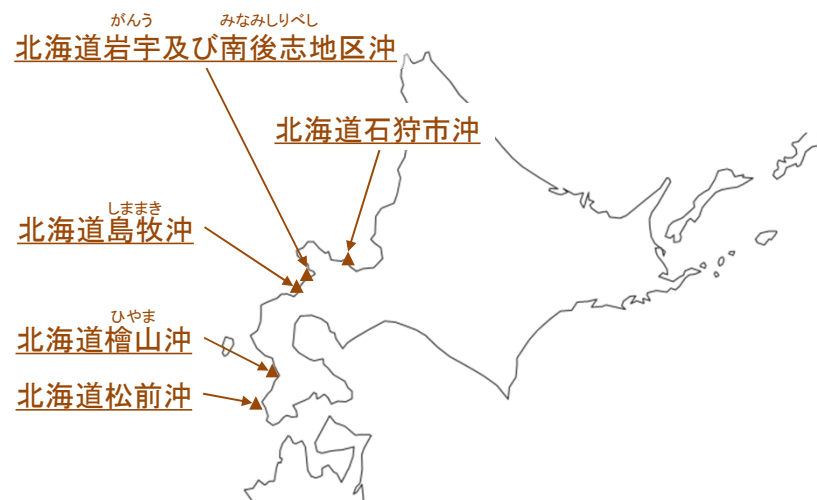 がんう みなみしりべし
北海道岩宇及び南後志地区沖
北海道石狩市沖
しままき
北海道島牧沖
ひやま
北海道檜山沖
北海道松前沖